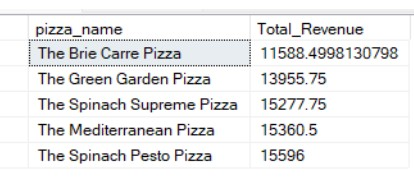 pizza_name Total_Revenue
The Brie Carre Pizza 11588.4998130798
The Green Garden Pizza 13955.75
The Spinach Supreme Pizza 15277.75
The Mediterranean Pizza 15360.5
The Spinach Pesto Pizza 15596